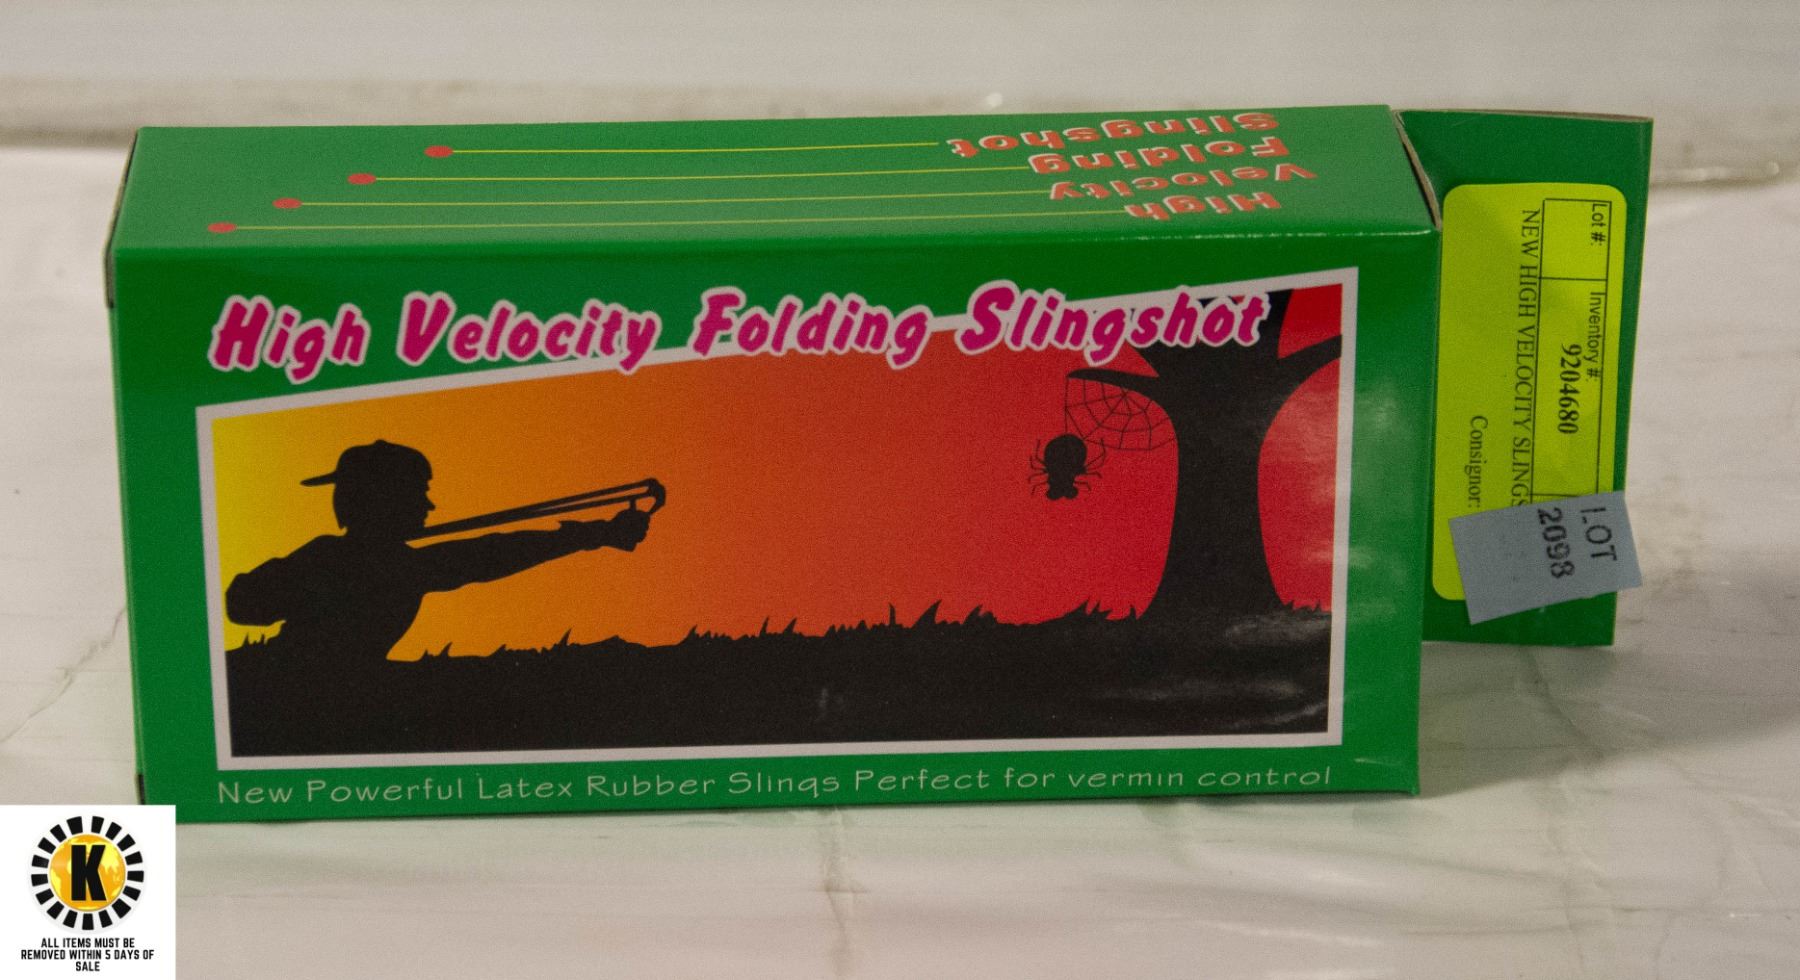 High
Velocity
Folding
Slingshot
High Velocity Folding Slingshot
New Powerful Latex Rubber Slings Perfect for vermin control
Lot #:
Inventory #:
9204680
NEW HIGH VELOCITY SLINGS
Consignor:
LOT
2098
K
ALL ITEMS MUST BE
REMOVED WITHIN 5 DAYS OF
SALE